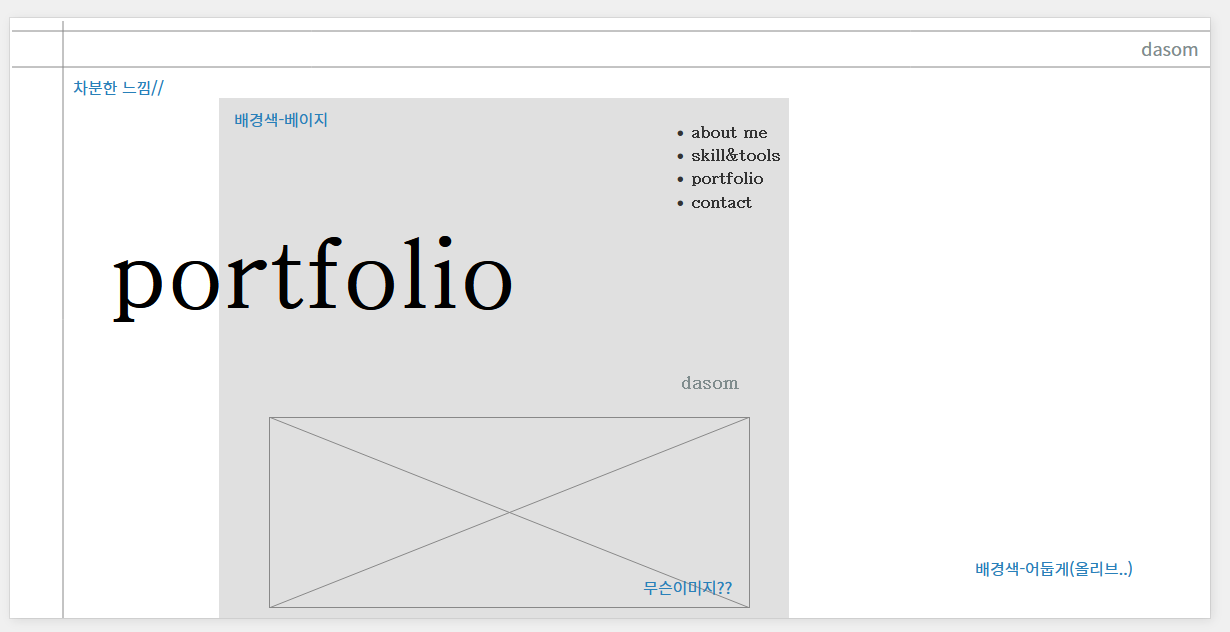 dasom
차분한 느낌//
배경색-베이지
• about me
• skill&tools
• portfolio
• contact
portfolio
dasom
배경색-어둡게(올리브..)
무슨이미지??